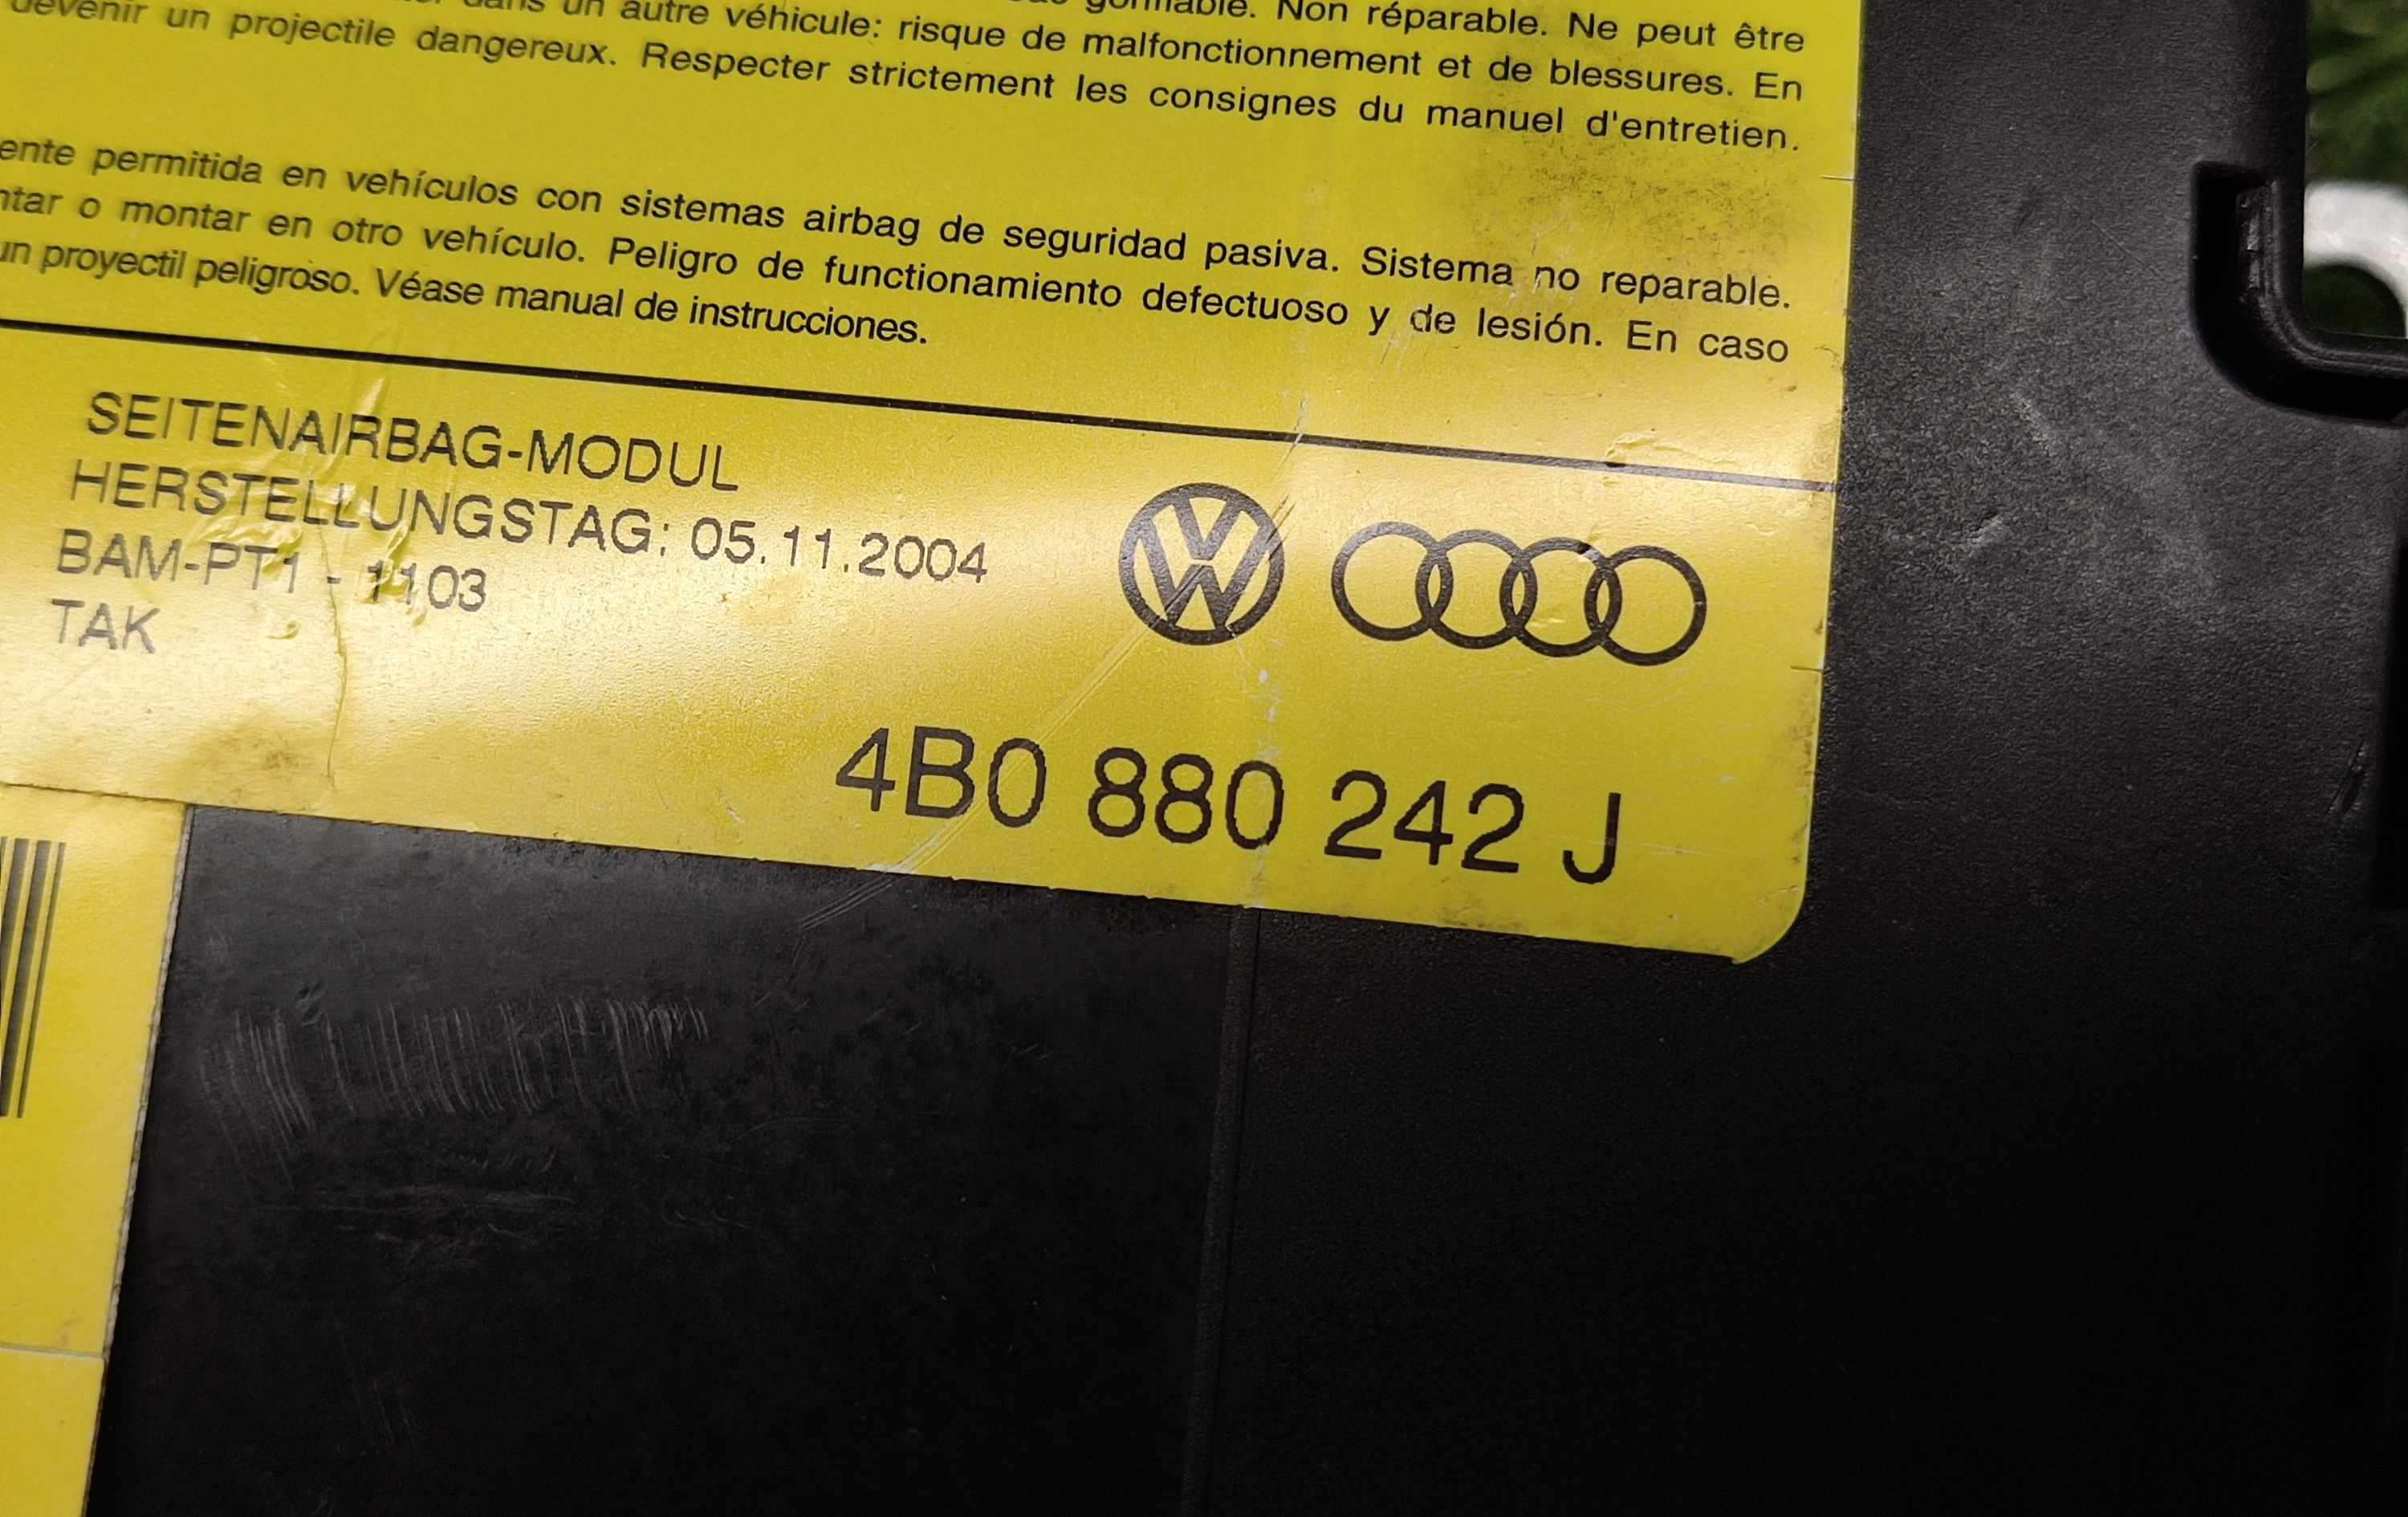 dans un autre véhicule: risque de malfonctionnement et de blessures. En
gonflable. Non réparable. Ne peut être
devenir un projectile dangereux. Respecter strictement les consignes du manuel d'entretien.
permitida en vehículos con sistemas airbag de seguridad pasiva. Sistema no reparable.
o montar en otro vehículo. Peligro de functionamiento defectuoso y de lesión. En caso
un proyectil peligroso. Véase manual de instrucciones.
SEITENAIRBAG-MODUL
HERSTELLUNGSTAG: 05.11.2004
BAM-PT1 - 1103
TAK
4B0 880 242 J